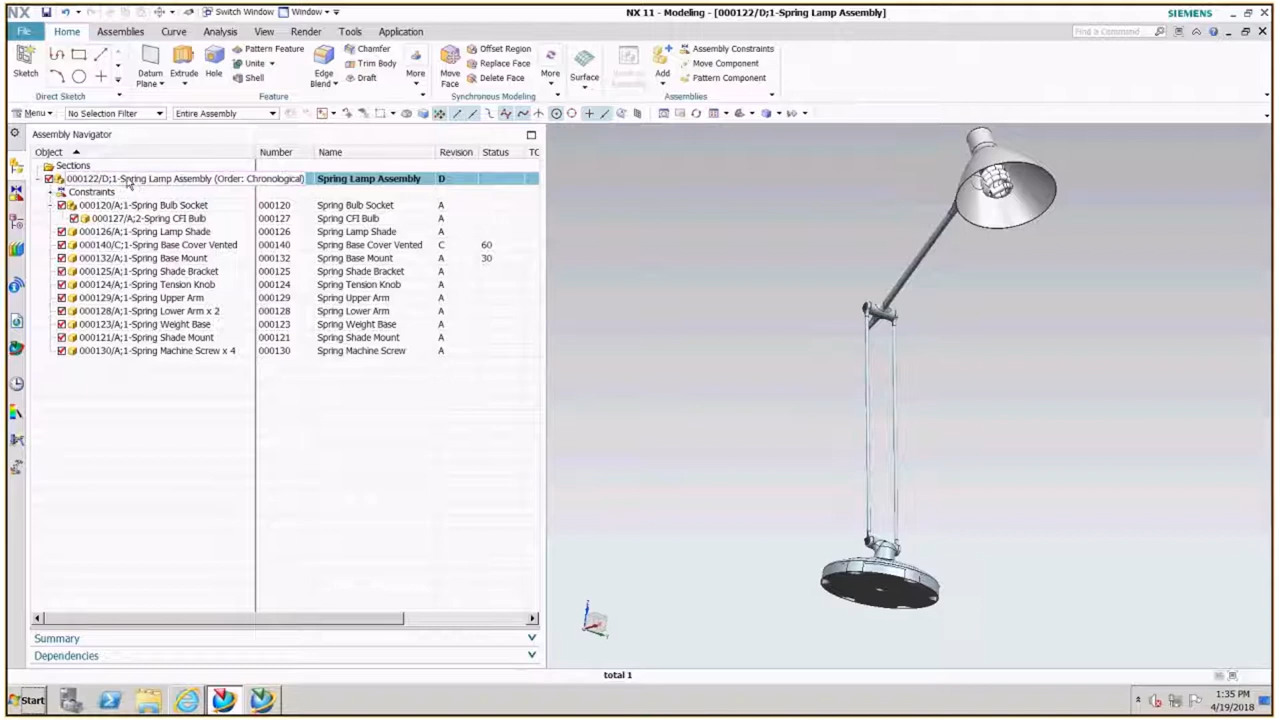 NX Switch Window Window NX 11 - Modeling - [000122/D;1-Spring Lamp Assembly] SIEMENS
File Home Assemblies Curve Analysis View Render Tools Application Find a Command
Sketch Datum Plane Extrude Hole Pattern Feature Unite Shell Edge Blend Chamfer Trim Body Draft More Move Face Offset Region Replace Face Delete Face More Surface Add Assembly Constraints Move Component Pattern Component
Direct Sketch Feature Synchronous Modeling Assemblies
Menu No Selection Filter Entire Assembly
Assembly Navigator
Object Number Name Revision Status TC
Sections
000122/D;1-Spring Lamp Assembly (Order: Chronological) Spring Lamp Assembly D
Constraints
000120/A;1-Spring Bulb Socket 000120 Spring Bulb Socket A
000127/A;2-Spring CFI Bulb 000127 Spring CFI Bulb A
000126/A;1-Spring Lamp Shade 000126 Spring Lamp Shade A
000140/C;1-Spring Base Cover Vented 000140 Spring Base Cover Vented C 60
000132/A;1-Spring Base Mount 000132 Spring Base Mount A 30
000125/A;1-Spring Shade Bracket 000125 Spring Shade Bracket A
000124/A;1-Spring Tension Knob 000124 Spring Tension Knob A
000129/A;1-Spring Upper Arm 000129 Spring Upper Arm A
000128/A;1-Spring Lower Arm x 2 000128 Spring Lower Arm A
000123/A;1-Spring Weight Base 000123 Spring Weight Base A
000121/A;1-Spring Shade Mount 000121 Spring Shade Mount A
000130/A;1-Spring Machine Screw x 4 000130 Spring Machine Screw A
Summary
Dependencies
total 1
Start 1:35 PM
4/19/2018